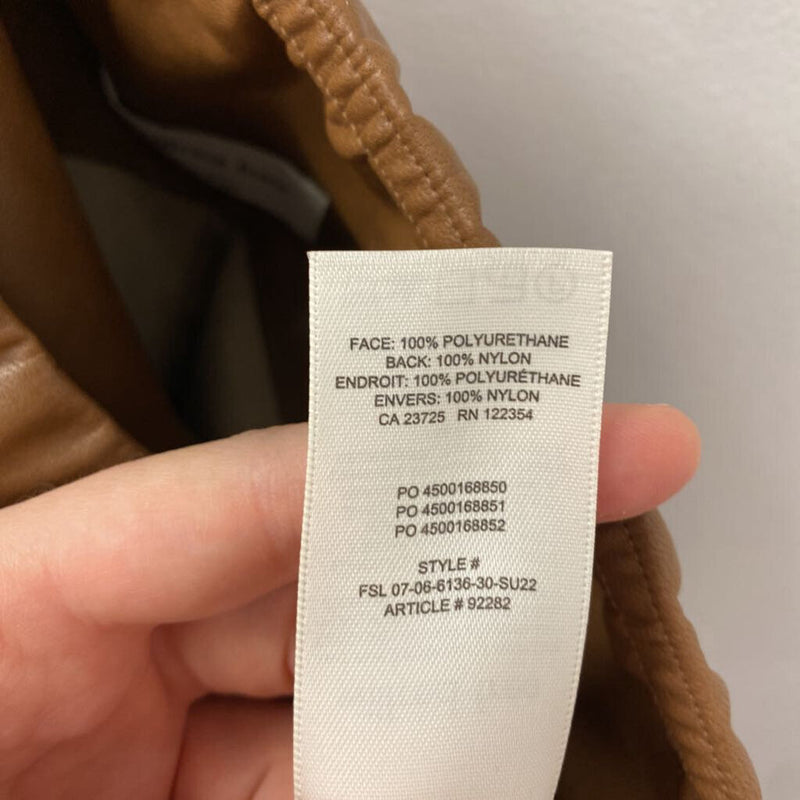 FACE: 100% POLYURETHANE
BACK: 100% NYLON
ENDROIT: 100% POLYURÉTHANE
ENVERS: 100% NYLON
CA 23725 RN 122354
PO 4500168850
PO 4500168851
PO 4500168852
STYLE #
FSL 07-06-6136-30-SU22
ARTICLE # 92282